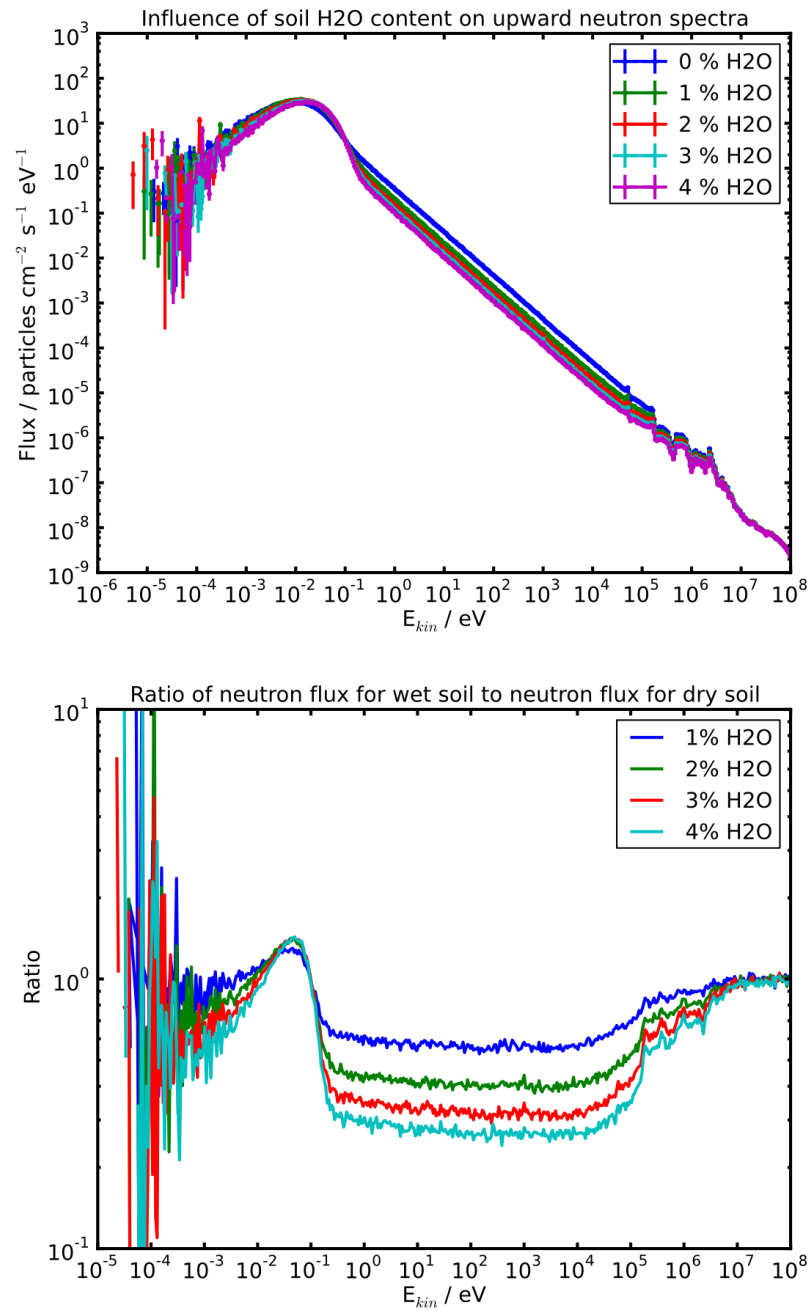 Influence of soil H2O content on upward neutron spectra
10^3
10^2
10^1
10^0
10^-1
10^-2
10^-3
10^-4
10^-5
10^-6
10^-7
10^-8
10^-9
Flux / particles cm^-2 s^-1 eV^-1
0 % H2O
1 % H2O
2 % H2O
3 % H2O
4 % H2O
10^-6 10^-5 10^-4 10^-3 10^-2 10^-1 10^0 10^1 10^2 10^3 10^4 10^5 10^6 10^7 10^8
E_kin / eV
Ratio of neutron flux for wet soil to neutron flux for dry soil
10^1
10^0
10^-1
Ratio
1% H2O
2% H2O
3% H2O
4% H2O
10^-5 10^-4 10^-3 10^-2 10^-1 10^0 10^1 10^2 10^3 10^4 10^5 10^6 10^7 10^8
E_kin / eV